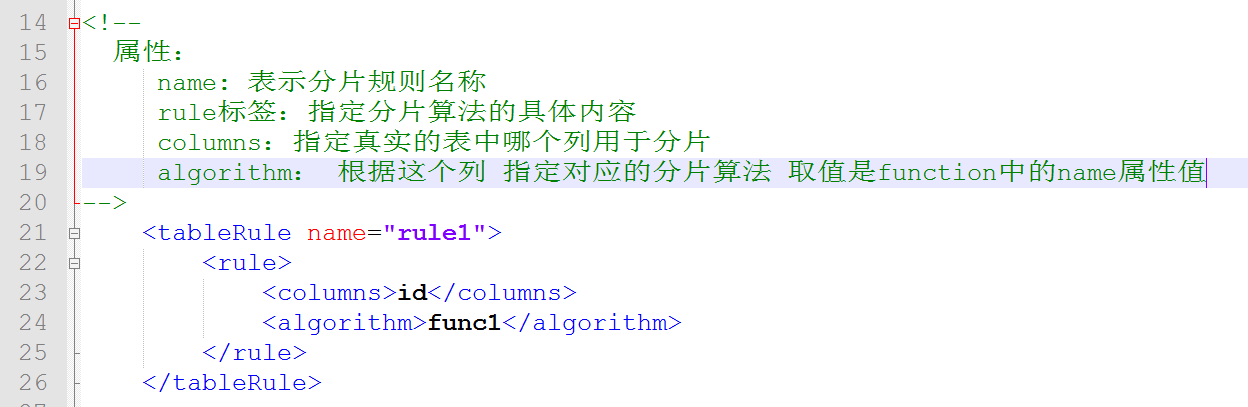 14 <!--
15 属性:
16 name: 表示分片规则名称
17 rule标签: 指定分片算法的具体内容
18 columns: 指定真实的表中哪个列用于分片
19 algorithm: 根据这个列 指定对应的分片算法 取值是function中的name属性值
20 -->
21 <tableRule name="rule1">
22 <rule>
23 <columns>id</columns>
24 <algorithm>func1</algorithm>
25 </rule>
26 </tableRule>